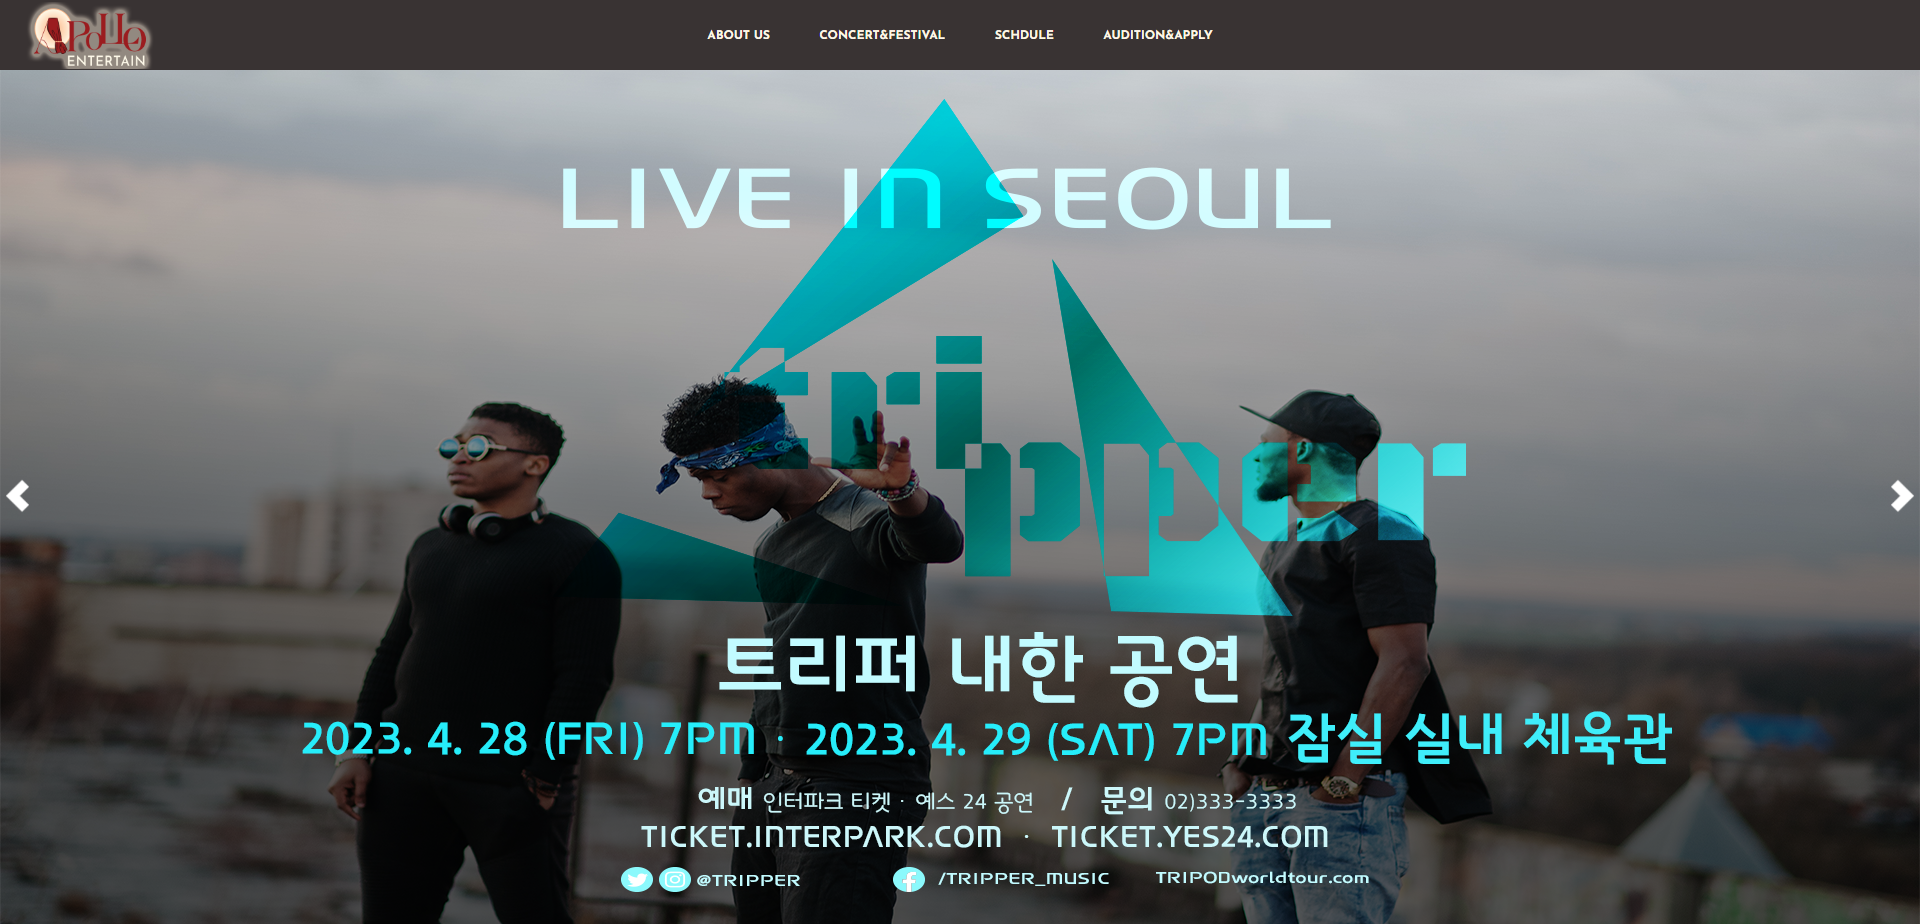 APOLLO
ENTERTAIN
ABOUT US
CONCERT&FESTIVAL
SCHDULE
AUDITION&APPLY
LIVE IN SEOUL
tripper
트리퍼 내한 공연
2023. 4. 28 (FRI) 7PM · 2023. 4. 29 (SAT) 7PM 잠실 실내 체육관
예매 인터파크 티켓 · 예스 24 공연 / 문의 02)333-3333
TICKET.INTERPARK.COM · TICKET.YES24.COM
@TRIPPER /TRIPPER_MUSIC TRIPODworldtour.com